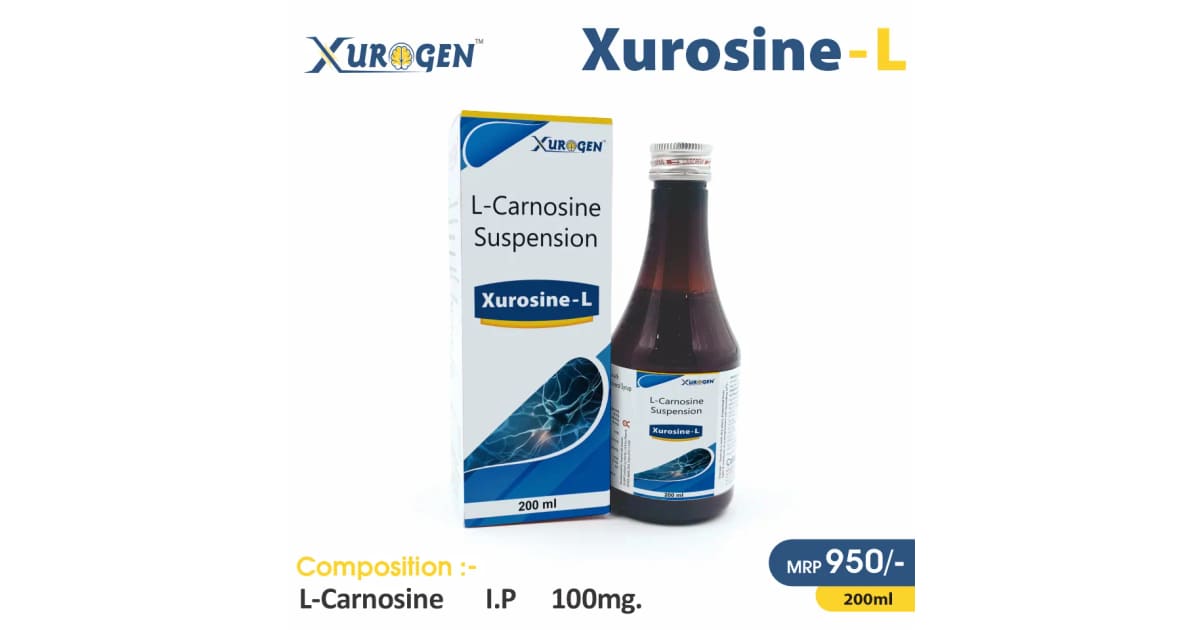 XUROGEN™
Xurosine-L
XUROGEN
L-Carnosine
Suspension
Xurosine-L
200 ml
XUROGEN
L-Carnosine
Suspension
Xurosine-L
200 ml
Composition :-
L-Carnosine I.P 100mg.
MRP 950/-
200ml